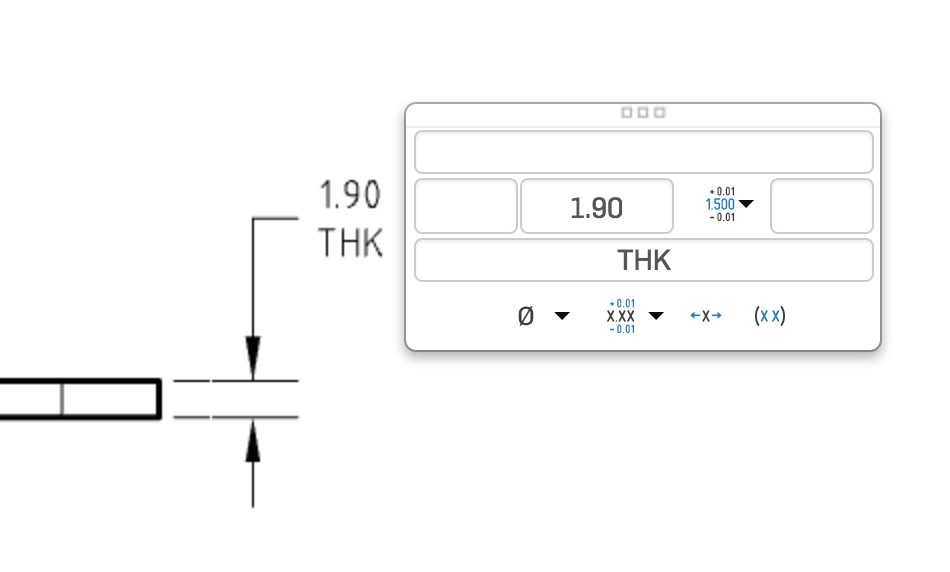 1.90
THK
1.90
+0.01
1.500
-0.01
THK
Ø
+0.01
X.XX
-0.01
←X→
(X X)